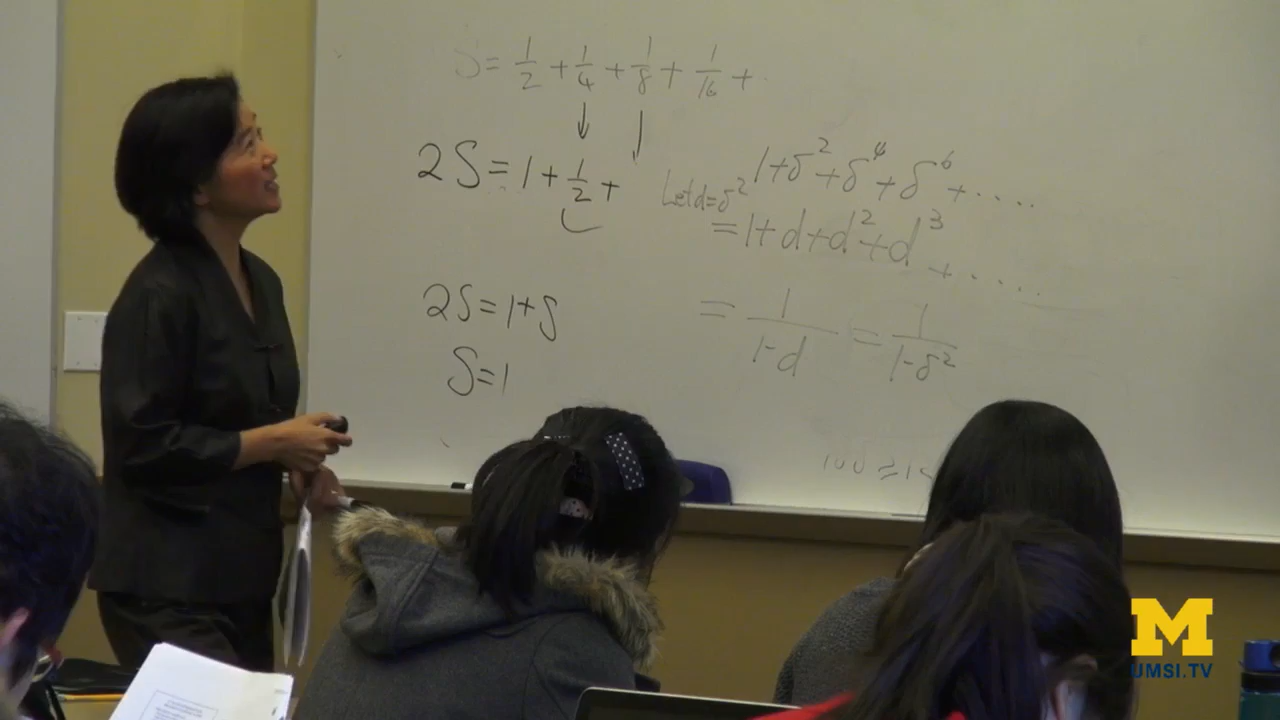 S = 1/2 + 1/4 + 1/8 + 1/16 +
2S = 1 + 1/2 +
2S = 1 + S
S = 1
1 + δ² + δ⁴ + δ⁶ + ....
Let d = δ²
= 1 + d + d² + d³ + .....
= 1/(1-d) = 1/(1-δ²)
M
UMSI.TV